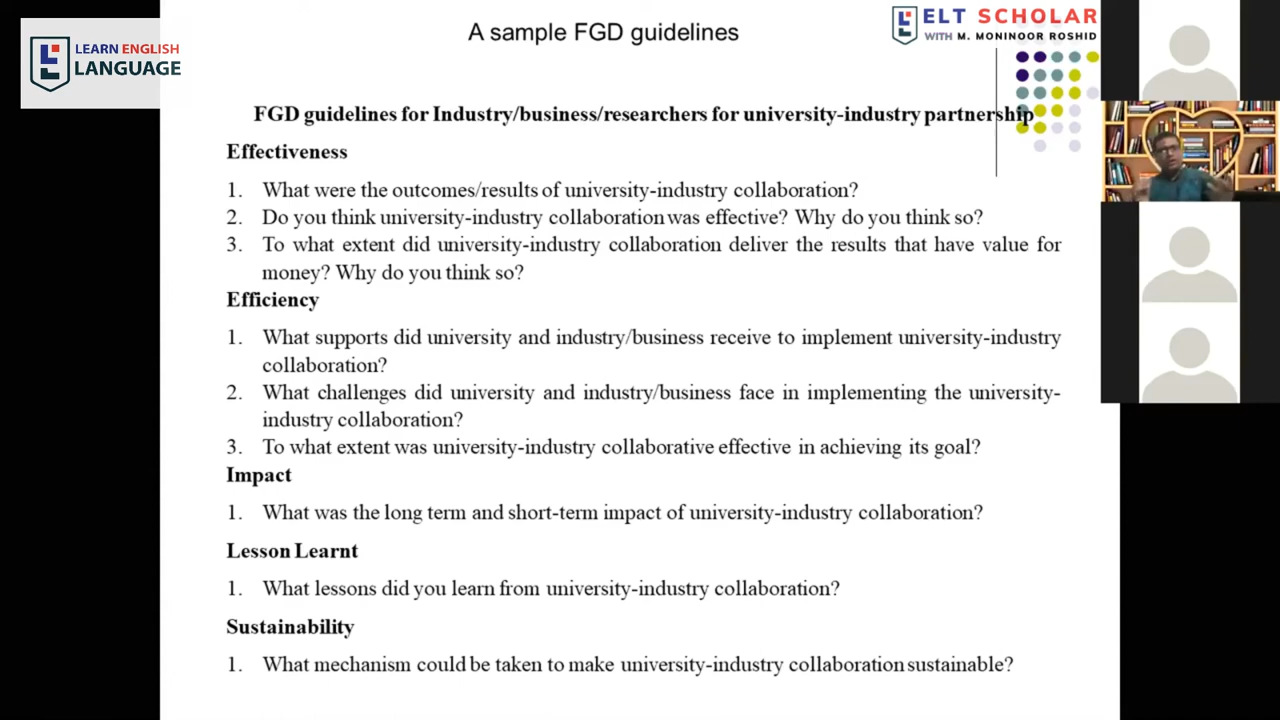 A sample FGD guidelines
ELT SCHOLAR
WITH M. MONINOOR ROSHID
LEARN ENGLISH
LANGUAGE
FGD guidelines for Industry/business/researchers for university-industry partnership
Effectiveness
1. What were the outcomes/results of university-industry collaboration?
2. Do you think university-industry collaboration was effective? Why do you think so?
3. To what extent did university-industry collaboration deliver the results that have value for
money? Why do you think so?
Efficiency
1. What supports did university and industry/business receive to implement university-industry
collaboration?
2. What challenges did university and industry/business face in implementing the university-
industry collaboration?
3. To what extent was university-industry collaborative effective in achieving its goal?
Impact
1. What was the long term and short-term impact of university-industry collaboration?
Lesson Learnt
1. What lessons did you learn from university-industry collaboration?
Sustainability
1. What mechanism could be taken to make university-industry collaboration sustainable?